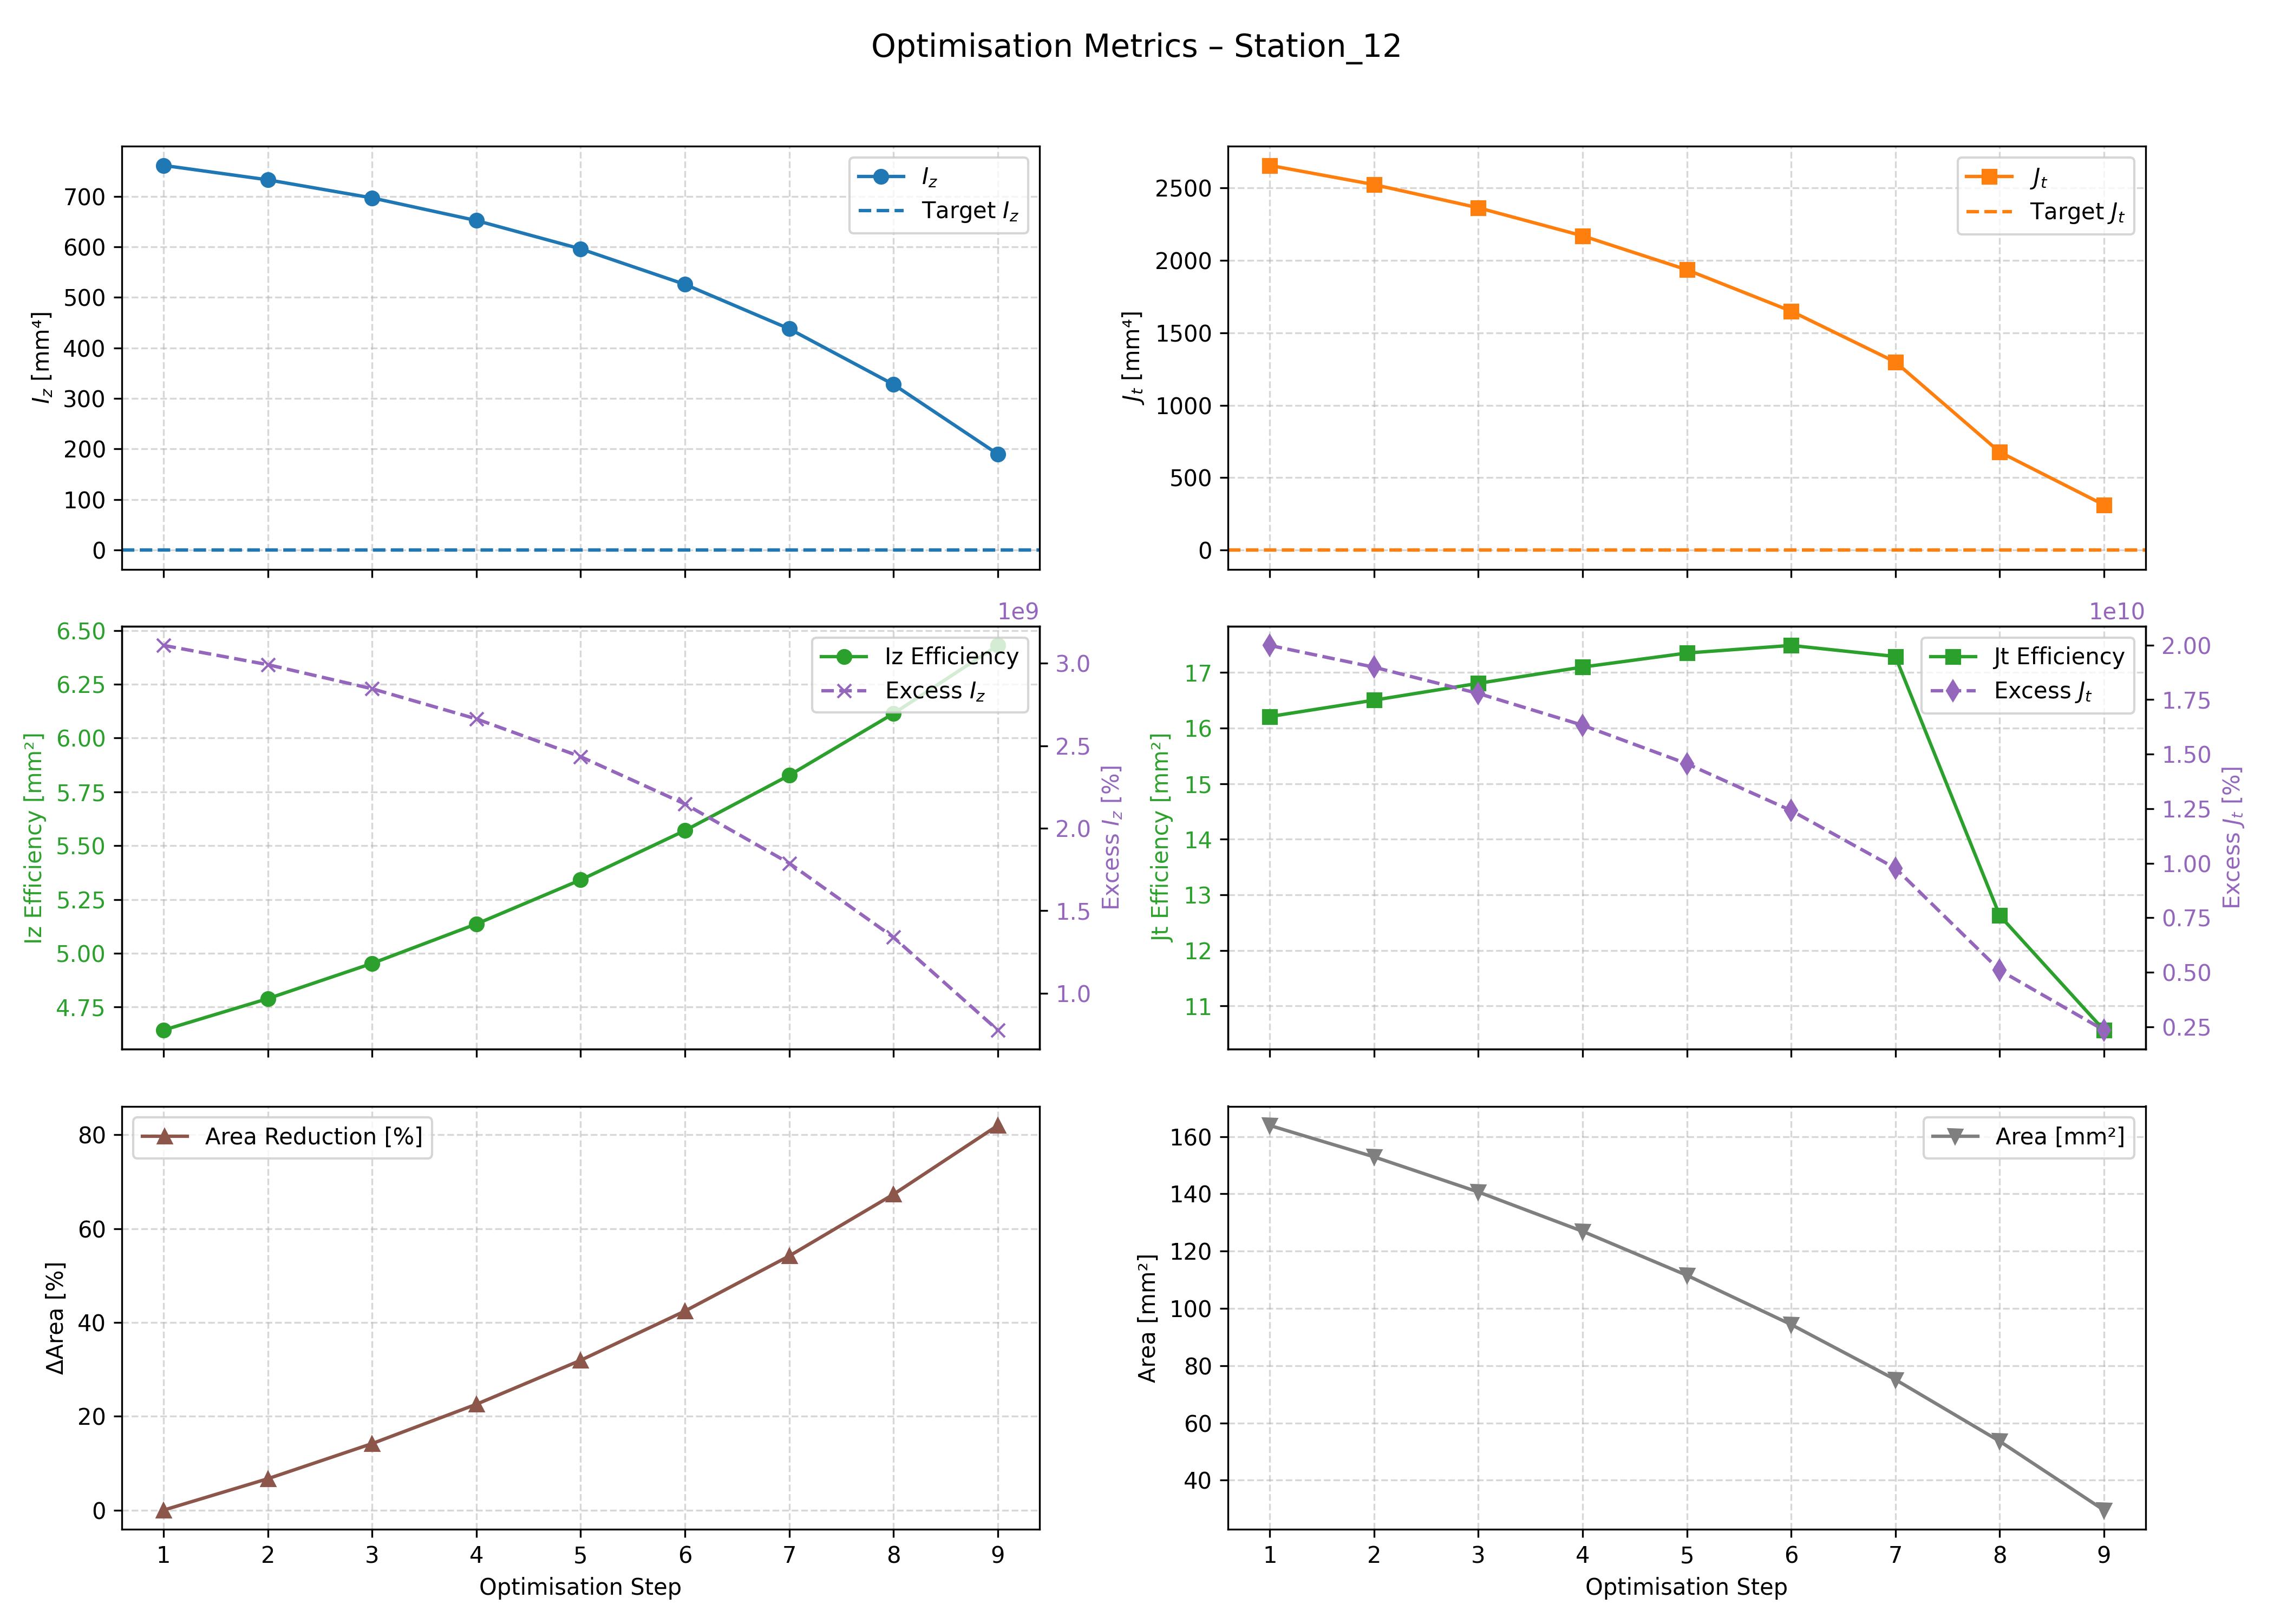 Optimisation Metrics – Station_12
700
600
500
400
300
200
100
0
I_z [mm⁴]
I_z
Target I_z
2500
2000
1500
1000
500
0
J_t [mm⁴]
J_t
Target J_t
1e9
6.50
6.25
6.00
5.75
5.50
5.25
5.00
4.75
Iz Efficiency [mm²]
Iz Efficiency
Excess I_z
3.0
2.5
2.0
1.5
1.0
Excess I_z [%]
1e10
17
16
15
14
13
12
11
Jt Efficiency [mm²]
Jt Efficiency
Excess J_t
2.00
1.75
1.50
1.25
1.00
0.75
0.50
0.25
Excess J_t [%]
80
60
40
20
0
ΔArea [%]
Area Reduction [%]
1 2 3 4 5 6 7 8 9
Optimisation Step
160
140
120
100
80
60
40
Area [mm²]
Area [mm²]
1 2 3 4 5 6 7 8 9
Optimisation Step